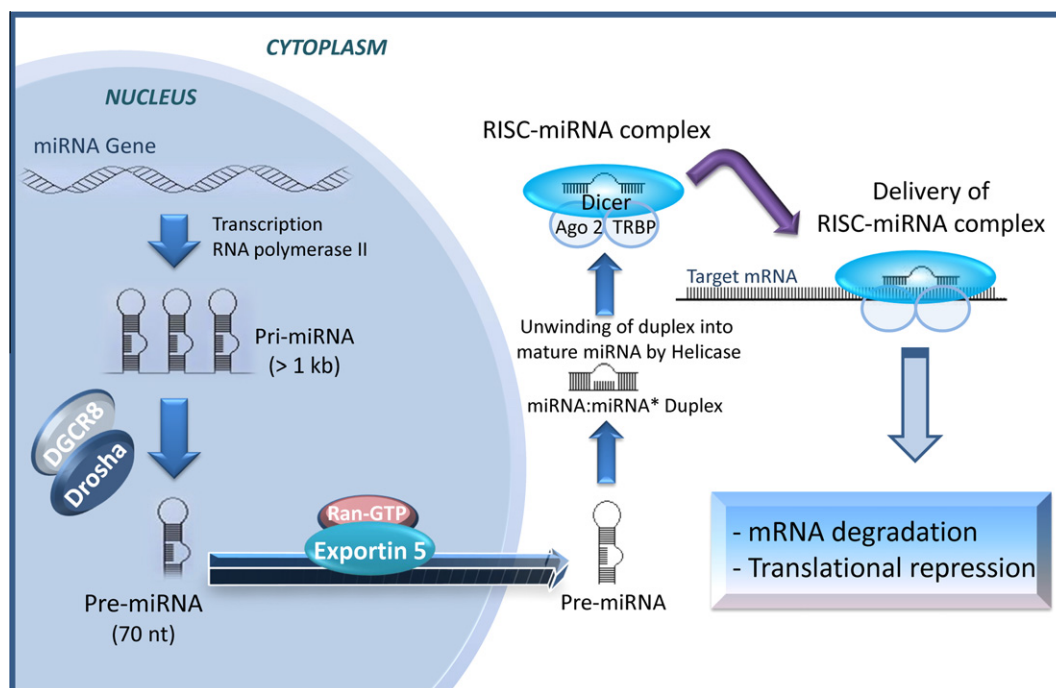 CYTOPLASM
NUCLEUS
miRNA Gene
Transcription
RNA polymerase II
Pri-miRNA
(> 1 kb)
DGCR8
Drosha
Pre-miRNA
(70 nt)
Ran-GTP
Exportin 5
Pre-miRNA
miRNA:miRNA* Duplex
Unwinding of duplex into
mature miRNA by Helicase
RISC-miRNA complex
Dicer
Ago 2 TRBP
Delivery of
RISC-miRNA complex
Target mRNA
- mRNA degradation
- Translational repression